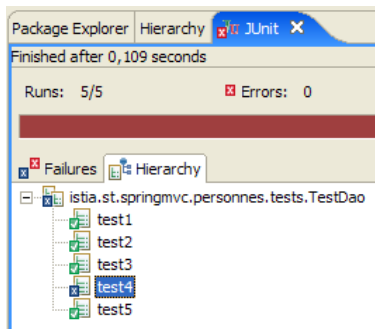 Package Explorer Hierarchy JUnit
Finished after 0,109 seconds
Runs: 5/5 Errors: 0
Failures Hierarchy
istia.st.springmvc.personnes.tests.TestDao
test1
test2
test3
test4
test5